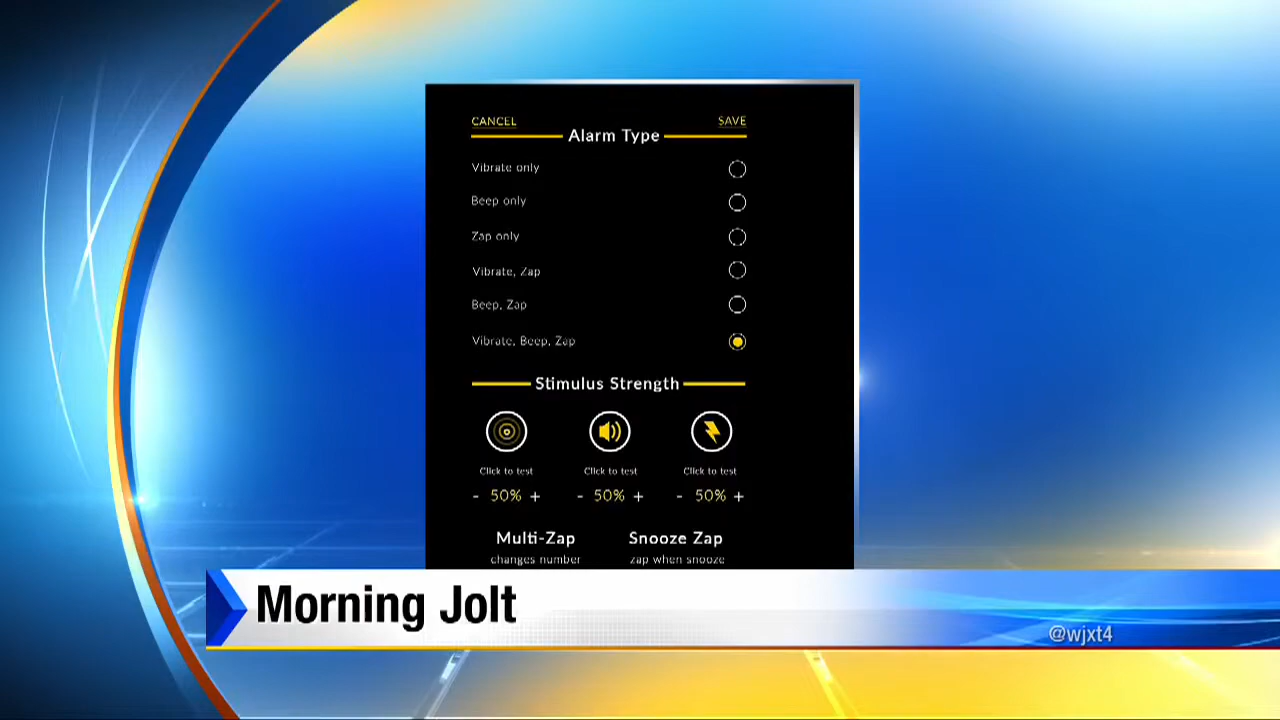 CANCEL
SAVE
Alarm Type
Vibrate only
Beep only
Zap only
Vibrate, Zap
Beep, Zap
Vibrate, Beep, Zap
Stimulus Strength
Click to test
Click to test
Click to test
- 50% +
- 50% +
- 50% +
Multi-Zap
Snooze Zap
changes number
zap when snooze
Morning Jolt
@wjxt4